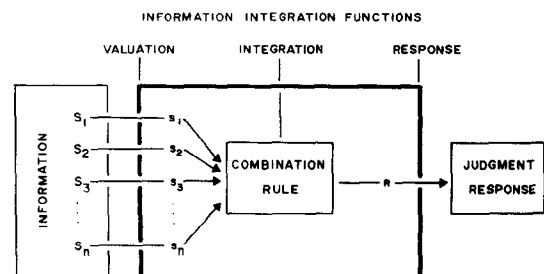 INFORMATION INTEGRATION FUNCTIONS
VALUATION INTEGRATION RESPONSE
INFORMATION
S1 s1
S2 s2
S3 s3
Sn sn
COMBINATION
RULE
R
JUDGMENT
RESPONSE